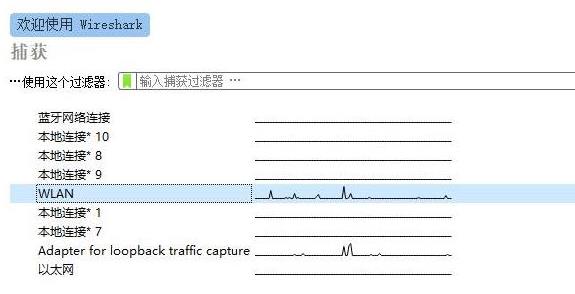 欢迎使用 Wireshark
捕获
…使用这个过滤器： 输入捕获过滤器 …
蓝牙网络连接
本地连接* 10
本地连接* 8
本地连接* 9
WLAN
本地连接* 1
本地连接* 7
Adapter for loopback traffic capture
以太网